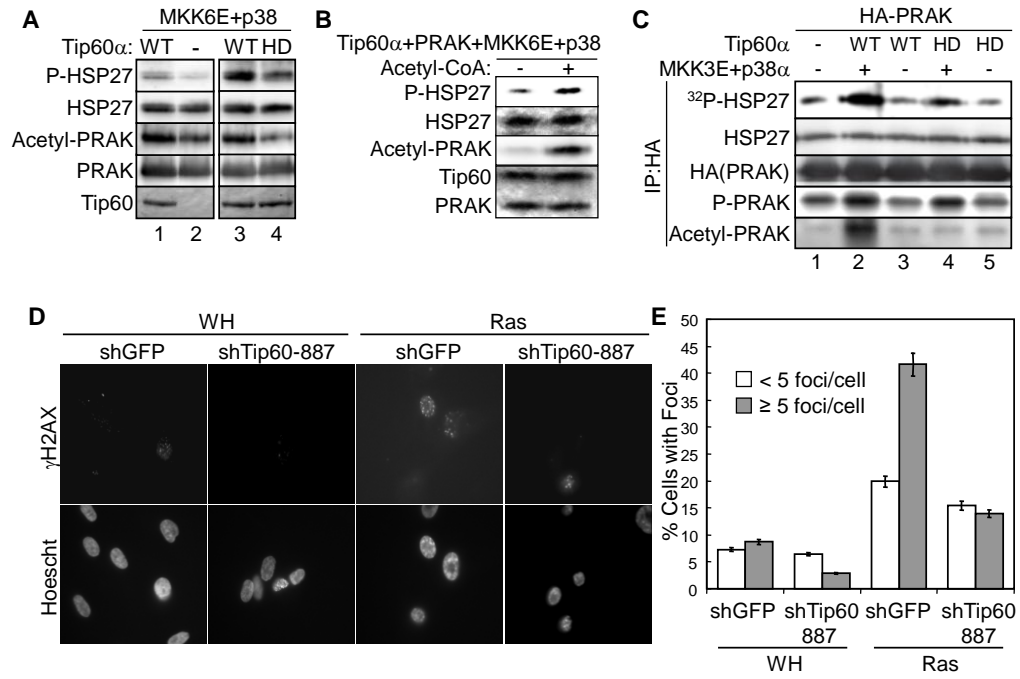 A
MKK6E+p38
Tip60α: WT - WT HD
P-HSP27
HSP27
Acetyl-PRAK
PRAK
Tip60
1 2 3 4
B
Tip60α+PRAK+MKK6E+p38
Acetyl-CoA: - +
P-HSP27
HSP27
Acetyl-PRAK
Tip60
PRAK
C
HA-PRAK
Tip60α - WT WT HD HD
MKK3E+p38α - + - + -
IP:HA
³²P-HSP27
HSP27
HA(PRAK)
P-PRAK
Acetyl-PRAK
1 2 3 4 5
D
WH Ras
shGFP shTip60-887 shGFP shTip60-887
γH2AX
Hoescht
E
% Cells with Foci
50
45
40
35
30
25
20
15
10
5
0
< 5 foci/cell
≥ 5 foci/cell
shGFP shTip60 shGFP shTip60
887 887
WH Ras